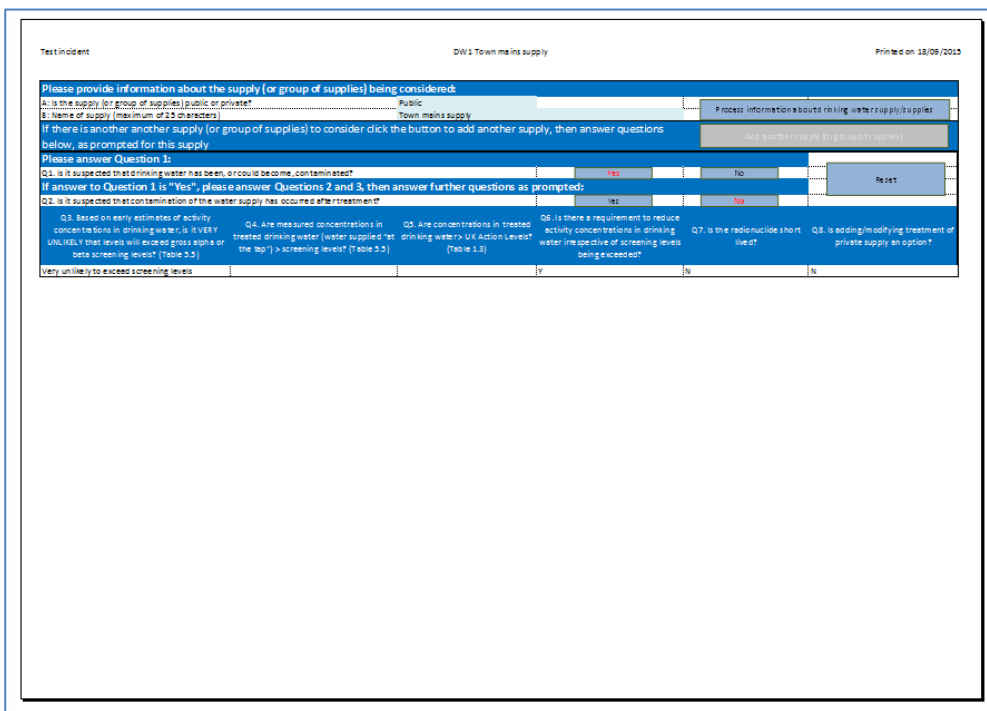 Test incident DW1 Town mains supply Printed on 18/09/2015
Please provide information about the supply (or group of supplies) being considered:
A: Is the supply (or group of supplies) public or private? Public
Process information aboutd rinking water supply/supplies
B: Name of supply (maximum of 25 characters) Town mains supply
If there is another another supply (or group of supplies) to consider click the button to add another supply, then answer questions
below, as prompted for this supply
Add another supply (or group of supplies)
Please answer Question 1:
Q1. Is it suspected that drinking water has been, or could become, contaminated? Yes No
Reset
If answer to Question 1 is "Yes", please answer Questions 2 and 3, then answer further questions as prompted:
Q2. Is it suspected that contamination of the water supply has occurred after treatment? Yes No
Q3. Based on early estimates of activity
concentrations in drinking water, is it VERY
UNLIKELY that levels will exceed gross alpha or
beta screening levels? (Table 5.5)
Q4. Are measured concentrations in
treated drinking water (water supplied "at
the tap") > screening levels? (Table 5.5)
Q5. Are concentrations in treated
drinking water > UK Action Levels?
(Table 1.3)
Q6. Is there a requirement to reduce
activity concentrations in drinking
water irrespective of screening levels
being exceeded?
Q7. Is the radionuclide short
lived?
Q8. Is adding/modifying treatment of
private supply an option?
Very unlikely to exceed screening levels Y N N